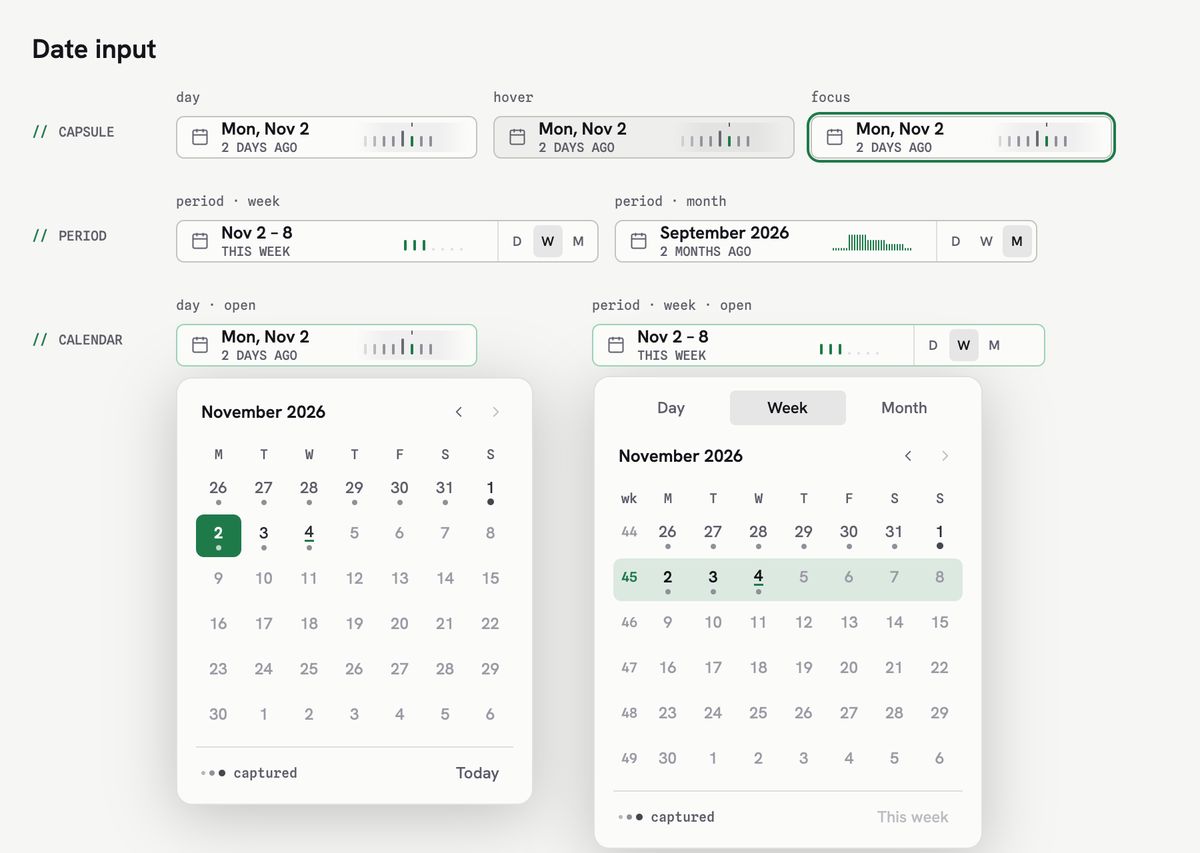 Date input
day hover focus
// CAPSULE
Mon, Nov 2
2 DAYS AGO
Mon, Nov 2
2 DAYS AGO
Mon, Nov 2
2 DAYS AGO
period · week period · month
// PERIOD
Nov 2 – 8
THIS WEEK
D W M
September 2026
2 MONTHS AGO
D W M
day · open period · week · open
// CALENDAR
Mon, Nov 2
2 DAYS AGO
Nov 2 – 8
THIS WEEK
D W M
November 2026
M T W T F S S
26 27 28 29 30 31 1
2 3 4 5 6 7 8
9 10 11 12 13 14 15
16 17 18 19 20 21 22
23 24 25 26 27 28 29
30 1 2 3 4 5 6
captured Today
Day Week Month
November 2026
wk M T W T F S S
44 26 27 28 29 30 31 1
45 2 3 4 5 6 7 8
46 9 10 11 12 13 14 15
47 16 17 18 19 20 21 22
48 23 24 25 26 27 28 29
49 30 1 2 3 4 5 6
captured This week